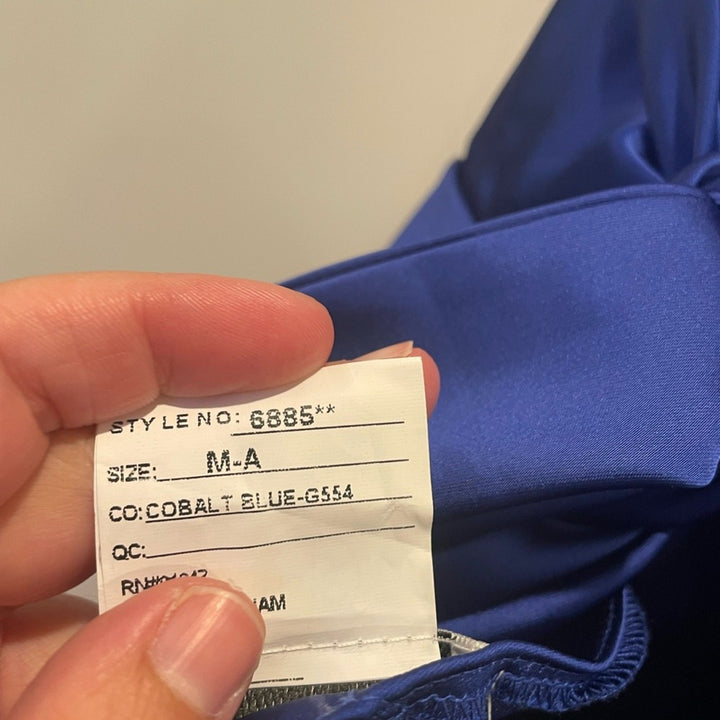 STYLE NO: 6885**
SIZE: M-A
CO: COBALT BLUE-G554
QC: